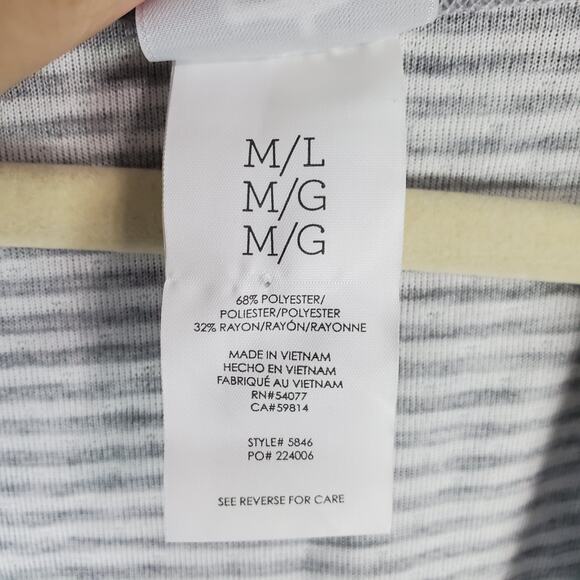 M/L
M/G
M/G
68% POLYESTER/
POLIESTER/POLYESTER
32% RAYON/RAYÓN/RAYONNE
MADE IN VIETNAM
HECHO EN VIETNAM
FABRIQUÉ AU VIETNAM
RN#54077
CA#59814
STYLE# 5846
PO# 224006
SEE REVERSE FOR CARE